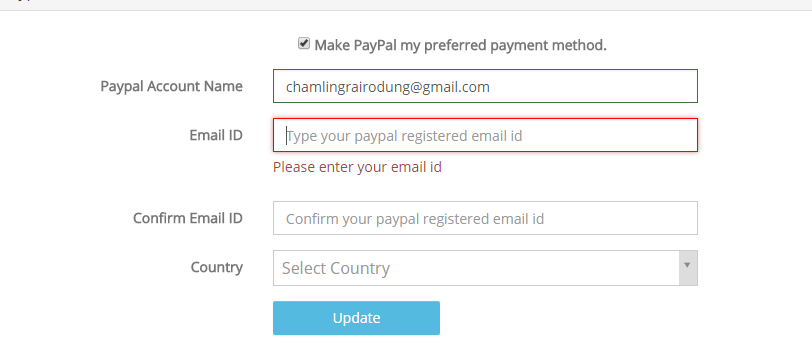 Make PayPal my preferred payment method.
Paypal Account Name chamlingrairodung@gmail.com
Email ID Type your paypal registered email id
Please enter your email id
Confirm Email ID Confirm your paypal registered email id
Country Select Country
Update